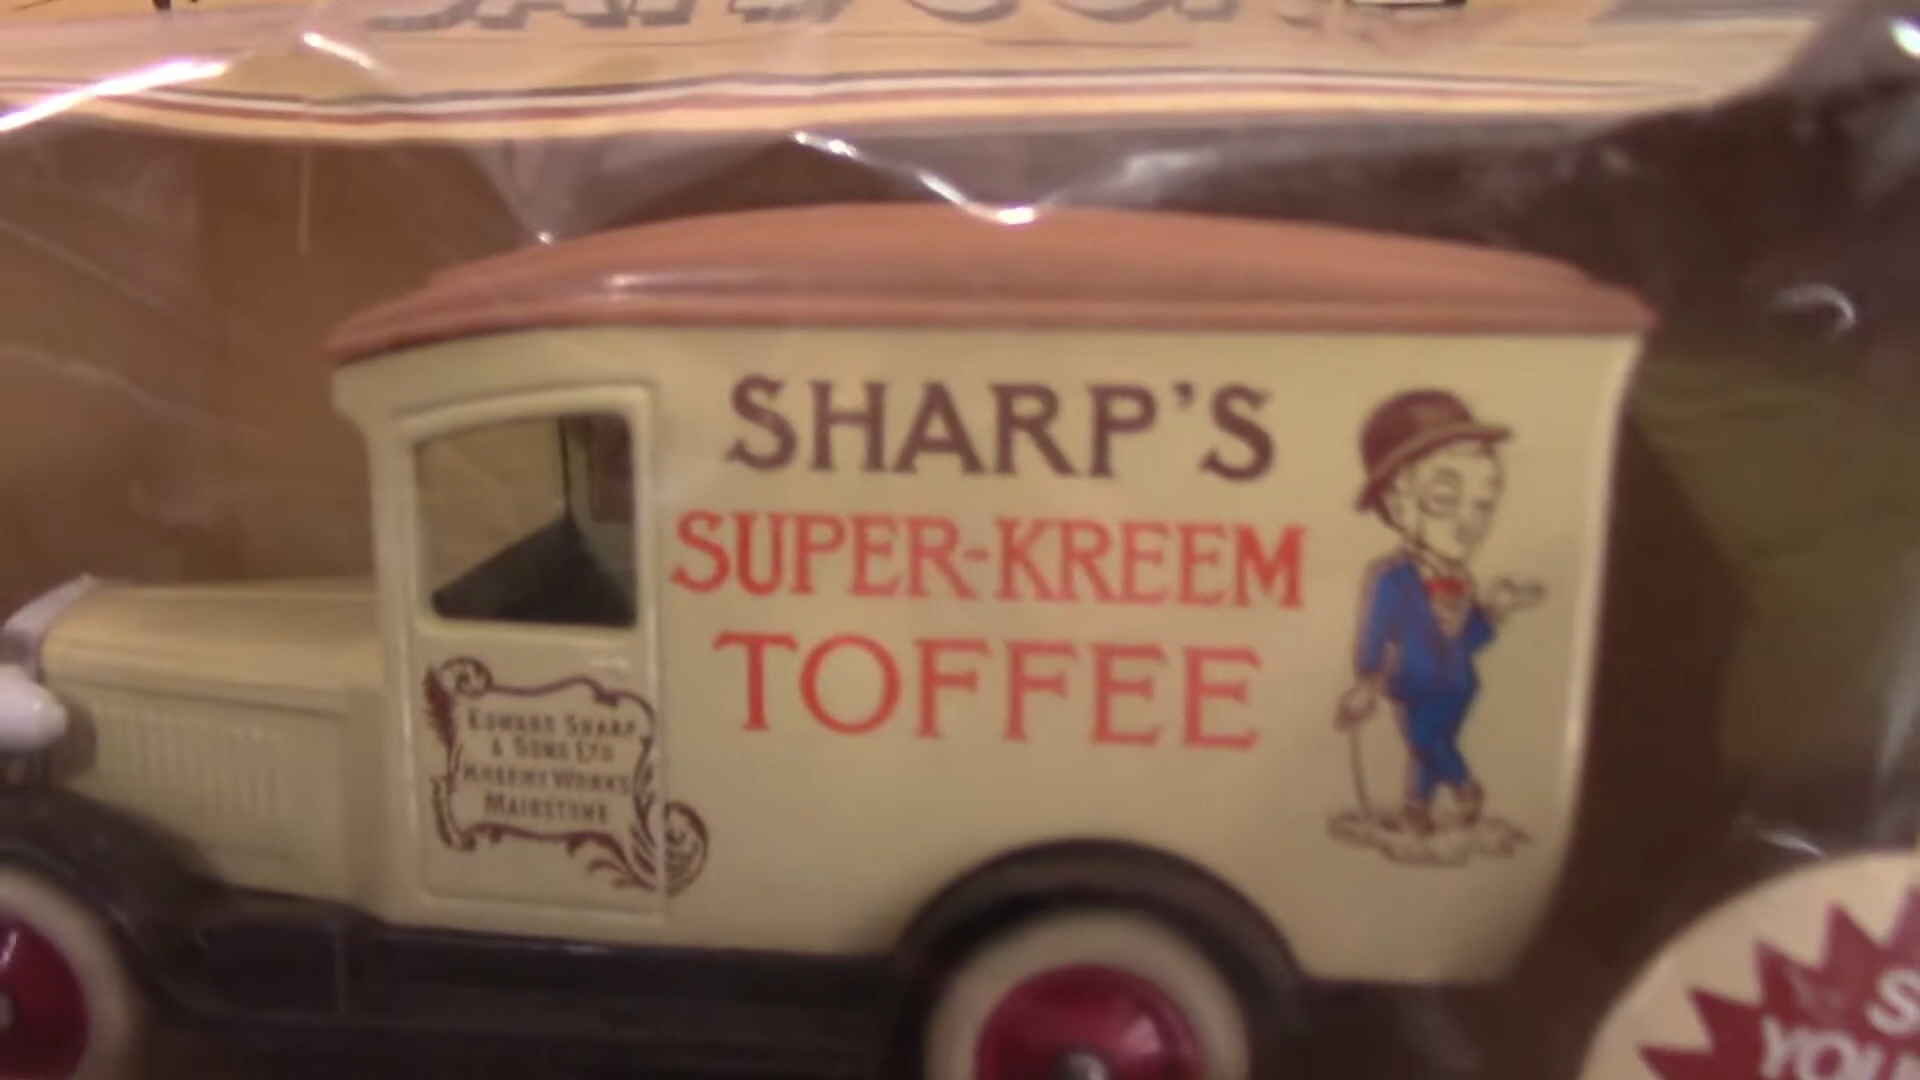 SHARP'S
SUPER-KREEM
TOFFEE
EDWARD SHARP
& SONS LTD
KREEMY WORKS
MAIDSTONE